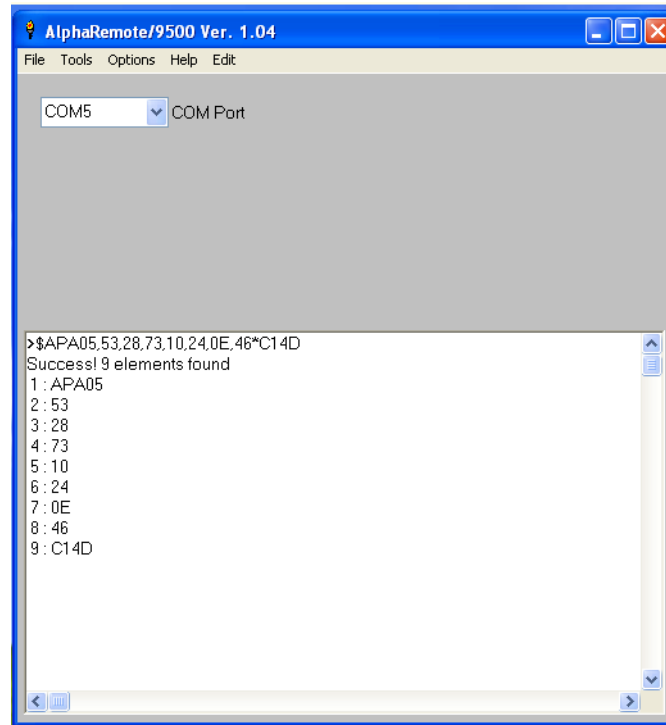 AlphaRemote/9500 Ver. 1.04
File Tools Options Help Edit
COM5 COM Port
>$APA05,53,28,73,10,24,0E,46*C14D
Success! 9 elements found
1 : APA05
2 : 53
3 : 28
4 : 73
5 : 10
6 : 24
7 : 0E
8 : 46
9 : C14D